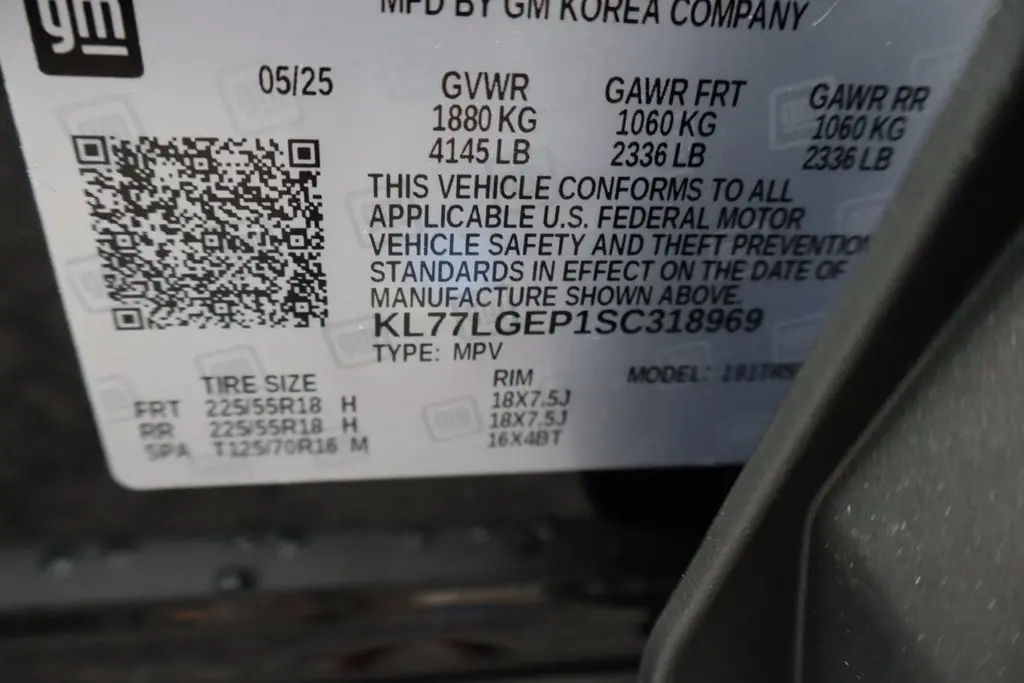 gm
MFD BY GM KOREA COMPANY
05/25 GVWR GAWR FRT GAWR RR
1880 KG 1060 KG 1060 KG
4145 LB 2336 LB 2336 LB
THIS VEHICLE CONFORMS TO ALL
APPLICABLE U.S. FEDERAL MOTOR
VEHICLE SAFETY AND THEFT PREVENTION
STANDARDS IN EFFECT ON THE DATE OF
MANUFACTURE SHOWN ABOVE.
KL77LGEP1SC318969
TYPE: MPV
TIRE SIZE RIM MODEL:
FRT 225/55R18 H 18X7.5J
RR 225/55R18 H 18X7.5J
SPA T125/70R16 M 16X4BT